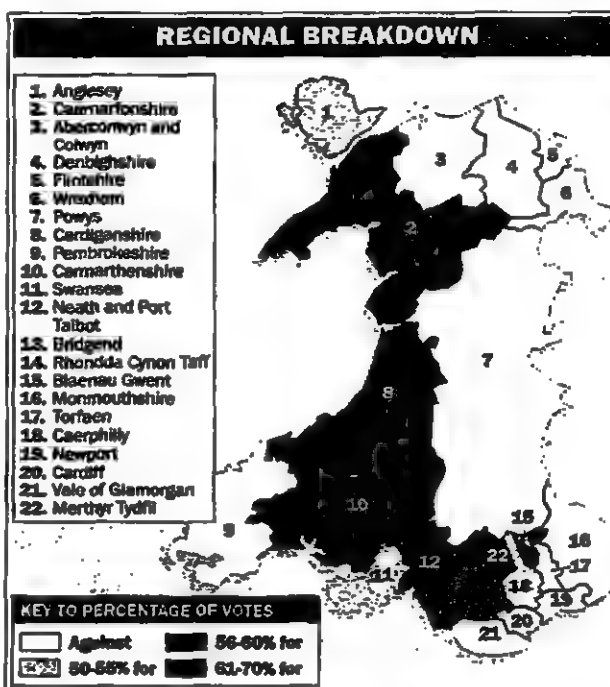 REGIONAL BREAKDOWN
1. Anglesey
2. Caernarfonshire
3. Aberconwyn and
Colwyn
4. Denbighshire
5. Flintshire
6. Wrexham
7. Powys
8. Cardiganshire
9. Pembrokeshire
10. Carmarthenshire
11. Swansea
12. Neath and Port
Talbot
13. Bridgend
14. Rhondda Cynon Taff
15. Blaenau Gwent
16. Monmouthshire
17. Torfaen
18. Caerphilly
19. Newport
20. Cardiff
21. Vale of Glamorgan
22. Merthyr Tydfil
1
3
4
5
6
2
7
8
10
9
11
12
15
22
16
17
18
19
20
21
KEY TO PERCENTAGE OF VOTES
Against
56-60% for
50-55% for
61-70% for